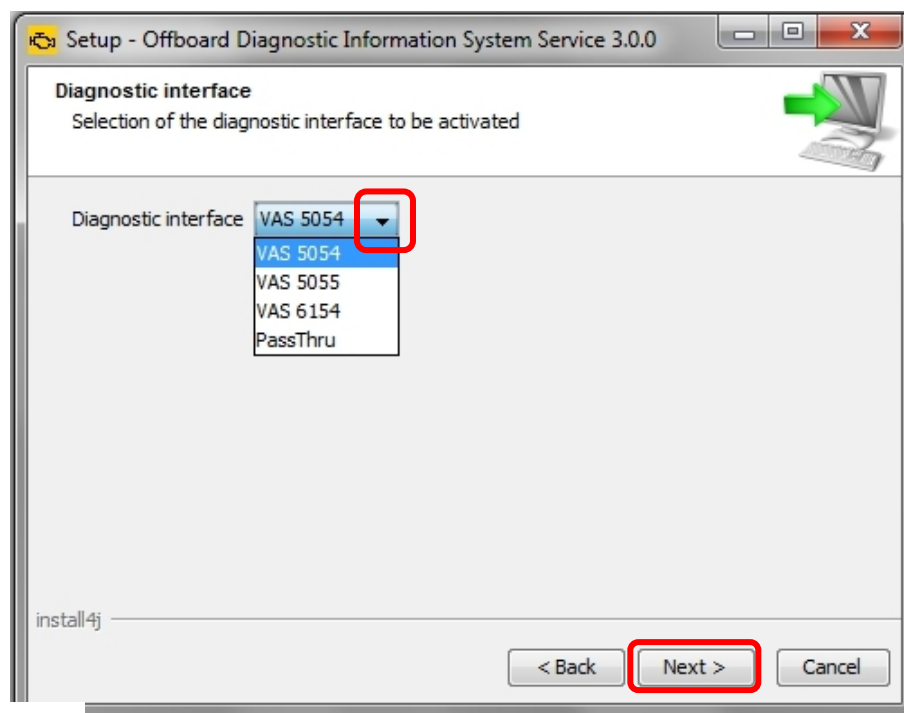 Setup - Offboard Diagnostic Information System Service 3.0.0
Diagnostic interface
Selection of the diagnostic interface to be activated
Diagnostic interface VAS 5054
VAS 5054
VAS 5055
VAS 6154
PassThru
install4j
< Back Next > Cancel